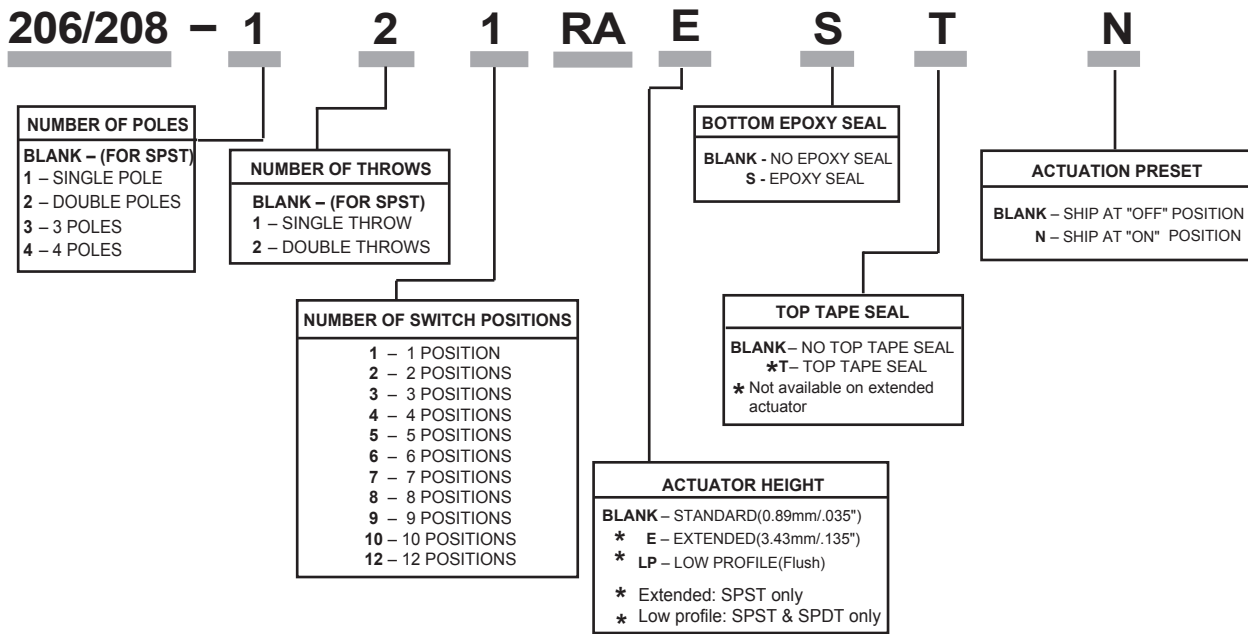 206/208 – 1 2 1 RA E S T N
NUMBER OF POLES
BLANK – (FOR SPST)
1 – SINGLE POLE
2 – DOUBLE POLES
3 – 3 POLES
4 – 4 POLES
NUMBER OF THROWS
BLANK – (FOR SPST)
1 – SINGLE THROW
2 – DOUBLE THROWS
NUMBER OF SWITCH POSITIONS
1 – 1 POSITION
2 – 2 POSITIONS
3 – 3 POSITIONS
4 – 4 POSITIONS
5 – 5 POSITIONS
6 – 6 POSITIONS
7 – 7 POSITIONS
8 – 8 POSITIONS
9 – 9 POSITIONS
10 – 10 POSITIONS
12 – 12 POSITIONS
ACTUATOR HEIGHT
BLANK – STANDARD(0.89mm/.035")
* E – EXTENDED(3.43mm/.135")
* LP – LOW PROFILE(Flush)
* Extended: SPST only
* Low profile: SPST & SPDT only
BOTTOM EPOXY SEAL
BLANK - NO EPOXY SEAL
S - EPOXY SEAL
TOP TAPE SEAL
BLANK – NO TOP TAPE SEAL
*T– TOP TAPE SEAL
* Not available on extended
actuator
ACTUATION PRESET
BLANK – SHIP AT "OFF" POSITION
N – SHIP AT "ON" POSITION